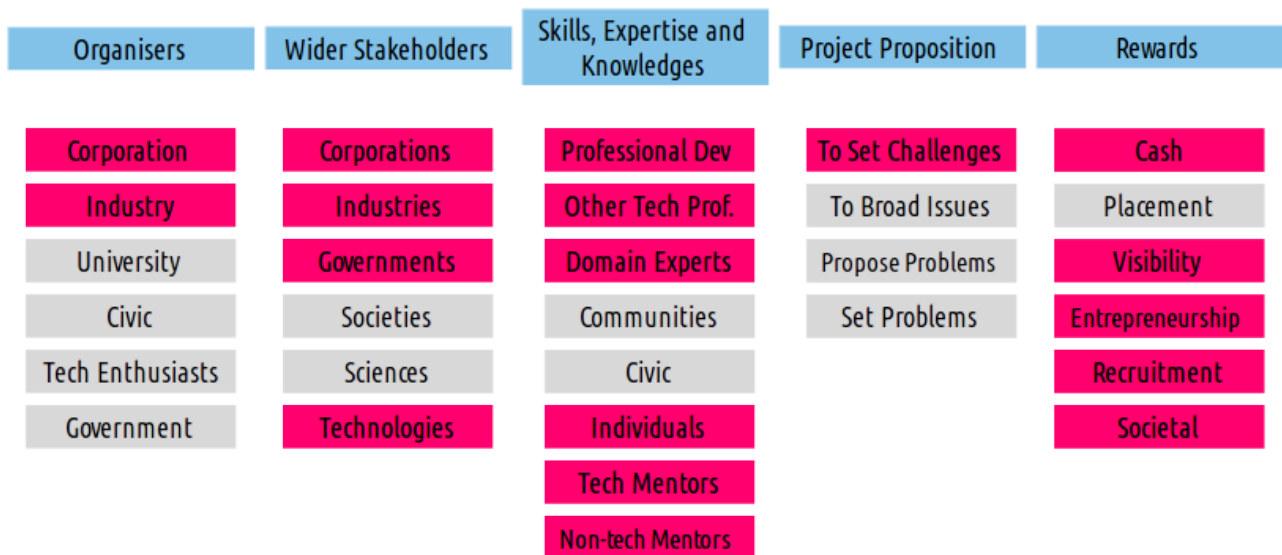 Organisers
Wider Stakeholders
Skills, Expertise and
Knowledges
Project Proposition
Rewards
Corporation
Industry
University
Civic
Tech Enthusiasts
Government
Corporations
Industries
Governments
Societies
Sciences
Technologies
Professional Dev
Other Tech Prof.
Domain Experts
Communities
Civic
Individuals
Tech Mentors
Non-tech Mentors
To Set Challenges
To Broad Issues
Propose Problems
Set Problems
Cash
Placement
Visibility
Entrepreneurship
Recruitment
Societal